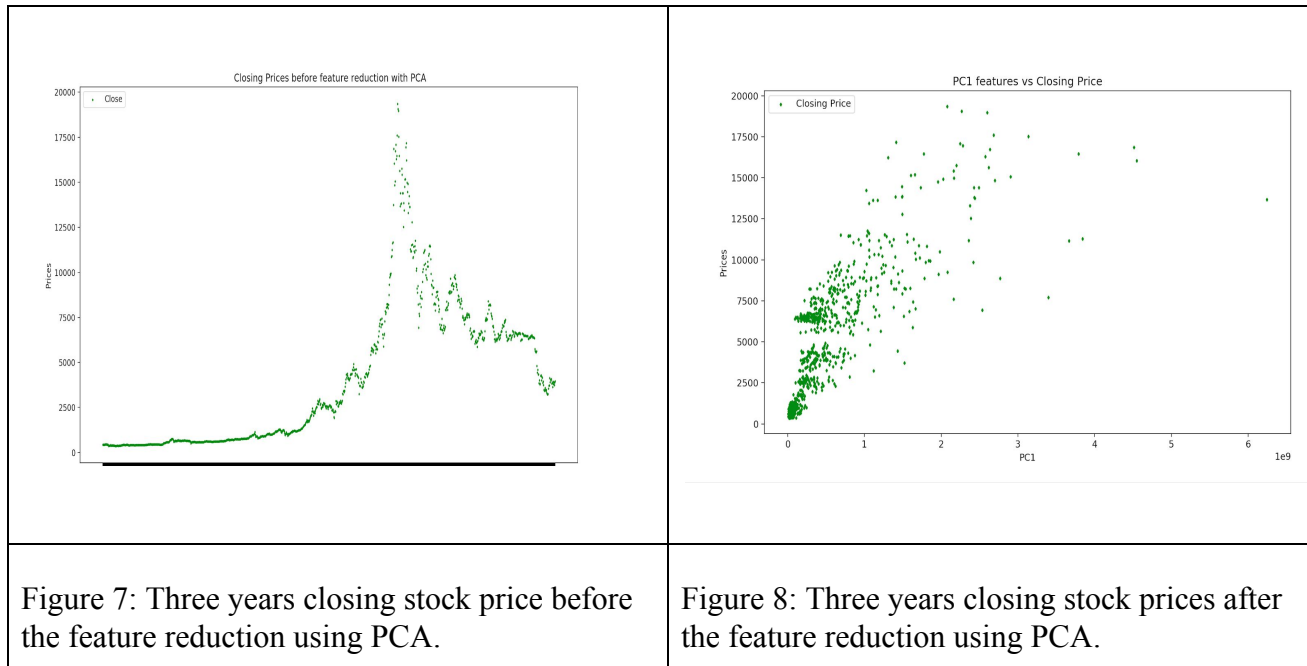 Closing Prices before feature reduction with PCA
Close
20000
17500
15000
12500
10000
7500
5000
2500
0
Prices
PC1 features vs Closing Price
Closing Price
20000
17500
15000
12500
10000
7500
5000
2500
0
Prices
0 1 2 3 4 5 6
PC1
1e9
Figure 7: Three years closing stock price before
the feature reduction using PCA.
Figure 8: Three years closing stock prices after
the feature reduction using PCA.